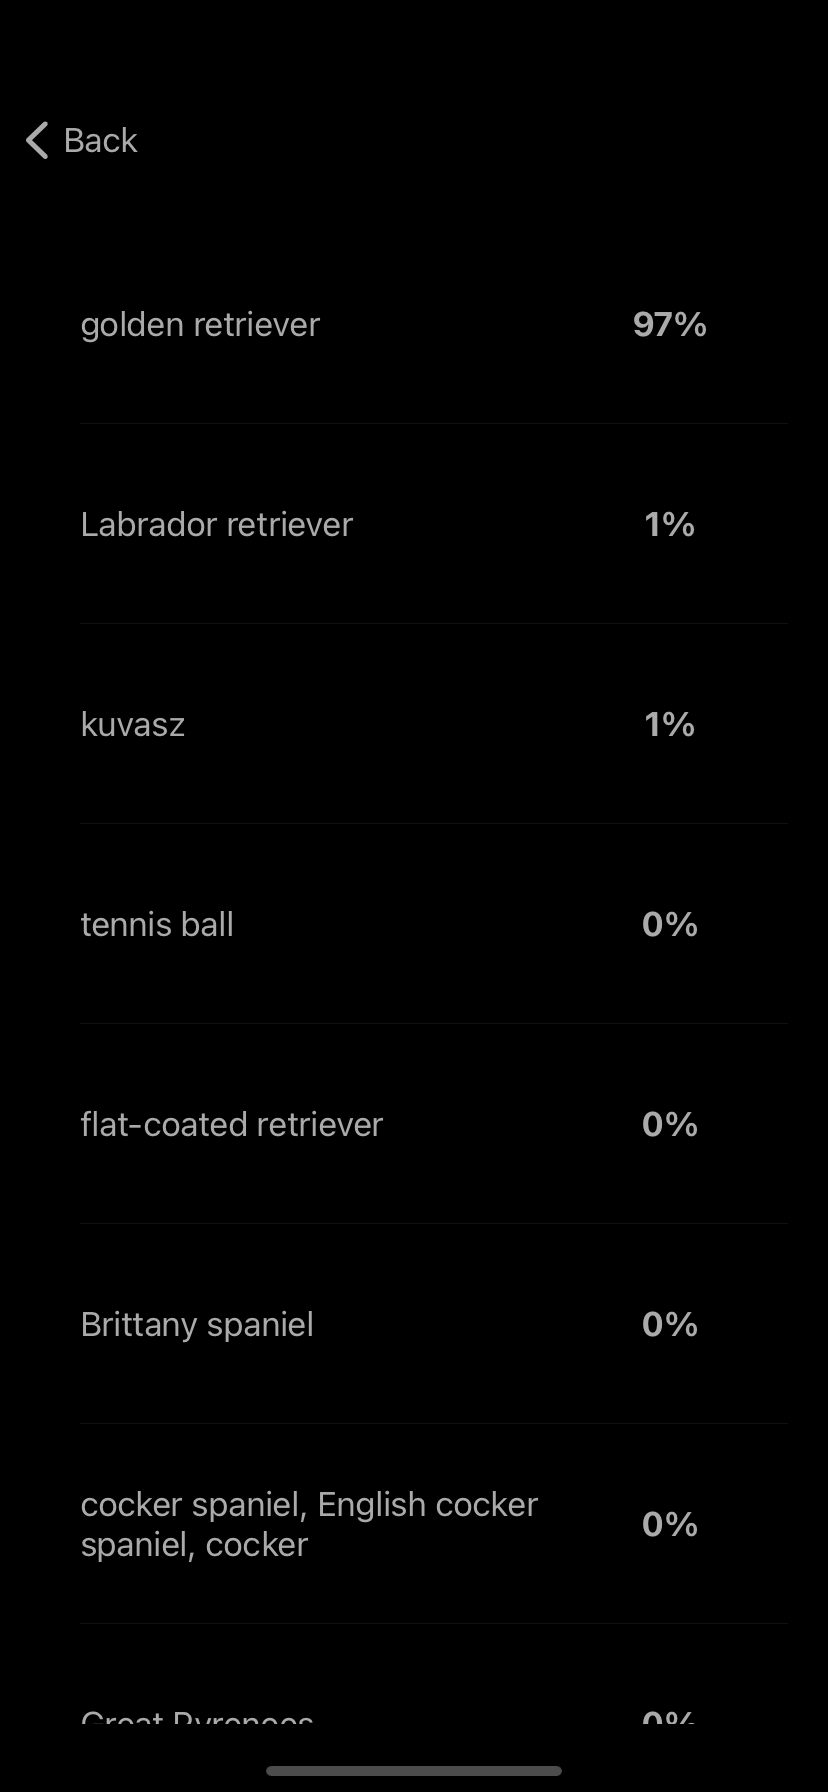 Back
golden retriever 97%
Labrador retriever 1%
kuvasz 1%
tennis ball 0%
flat-coated retriever 0%
Brittany spaniel 0%
cocker spaniel, English cocker
spaniel, cocker 0%
Great Pyrenees 0%